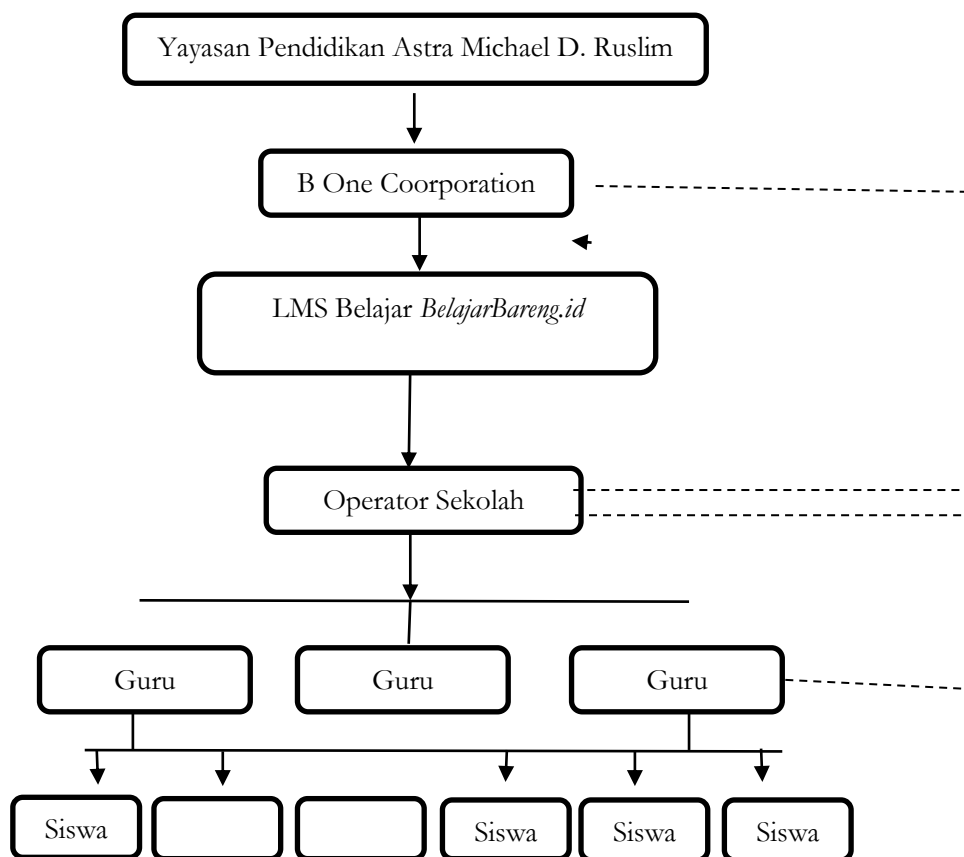 Yayasan Pendidikan Astra Michael D. Ruslim
B One Coorporation
LMS Belajar BelajarBareng.id
Operator Sekolah
Guru
Guru
Guru
Siswa
Siswa
Siswa
Siswa